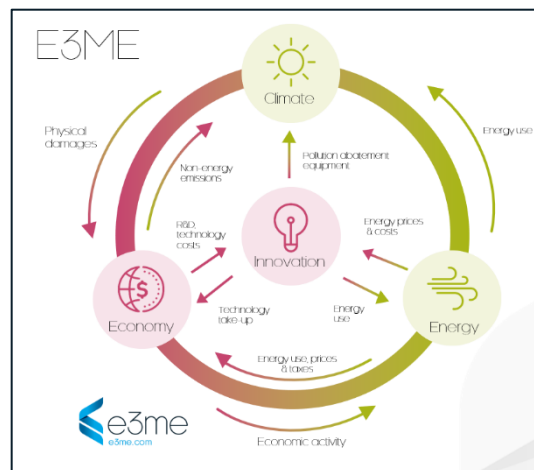 E3ME
Climate
Physical
damages
Energy use
Non-energy
emissions
Pollution abatement
equipment
R&D,
technology
costs
Energy prices
& costs
Innovation
Economy
Technology
take-up
Energy
use
Energy
Energy use, prices
& taxes
e3me
e3me.com
Economic activity